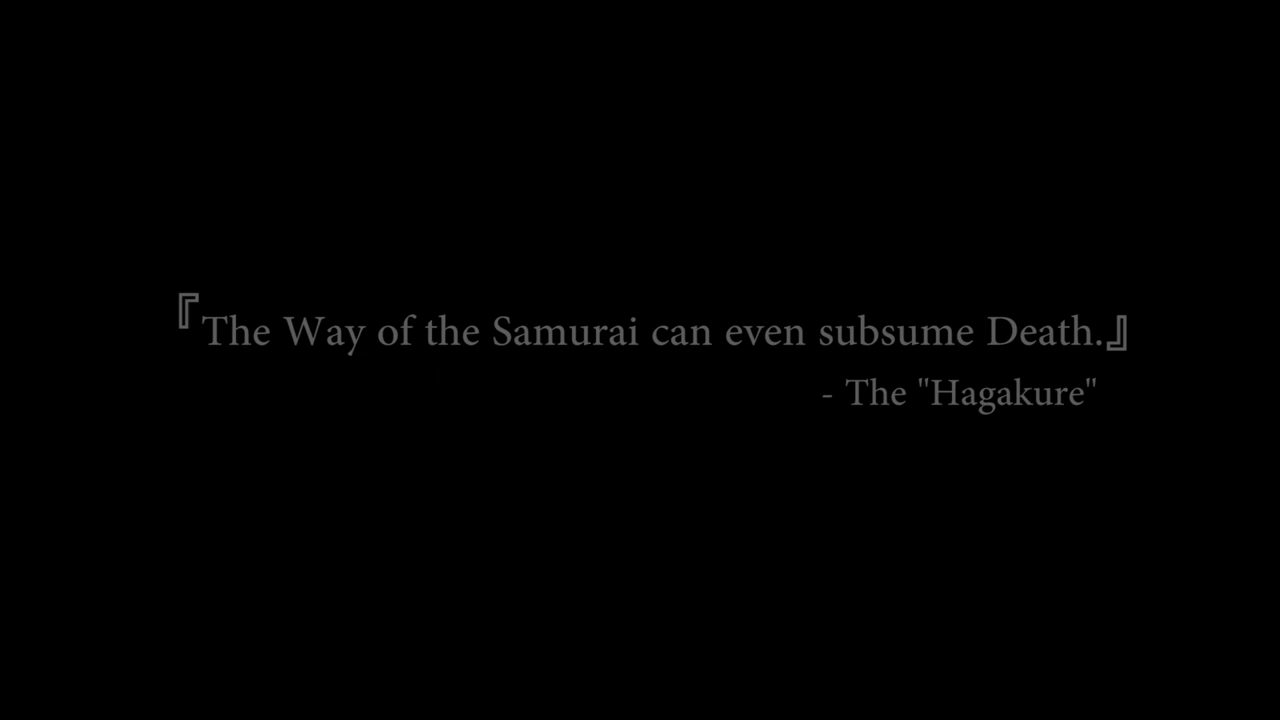 『The Way of the Samurai can even subsume Death.』
- The "Hagakure"